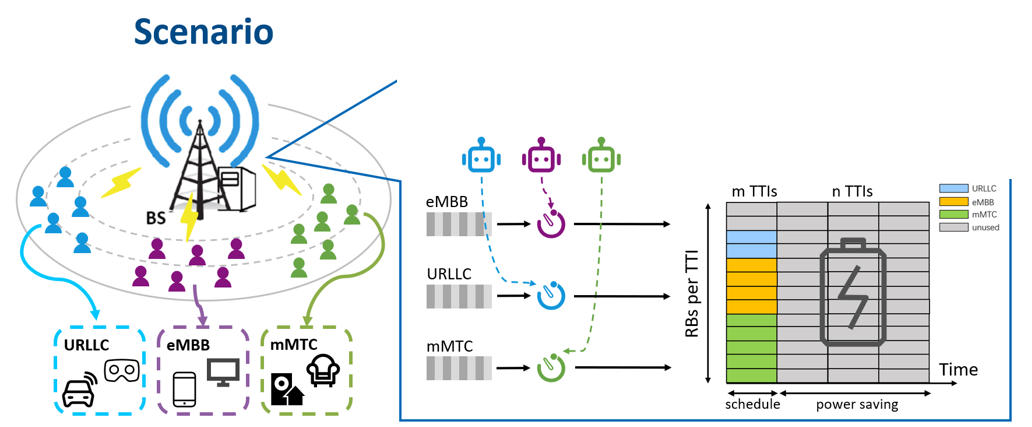 Scenario
BS
URLLC
eMBB
mMTC
eMBB
URLLC
mMTC
m TTIs
n TTIs
URLLC
eMBB
mMTC
unused
RBs per TTI
Time
schedule
power saving